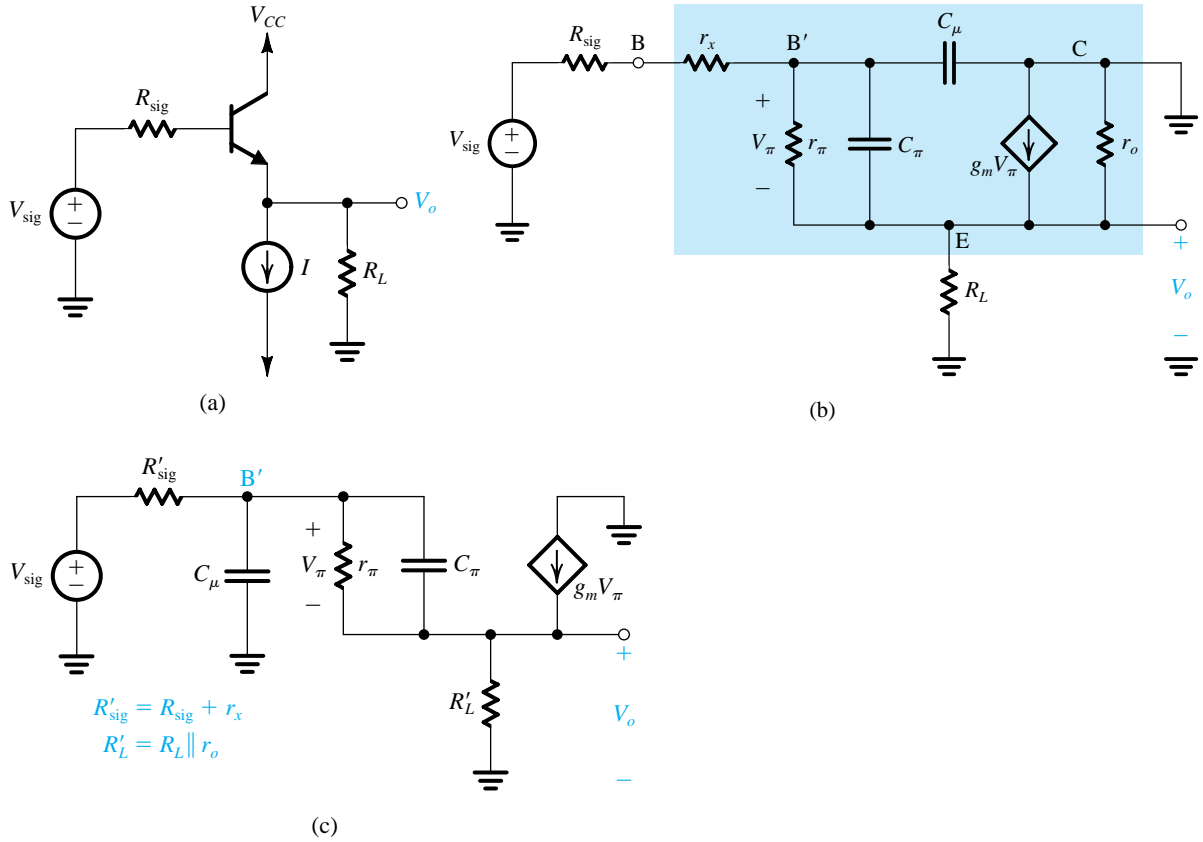 V_CC
R_sig
V_sig
+
−
V_o
I
R_L
(a)
R_sig
B
r_x
B′
C_μ
C
V_sig
+
−
+
V_π
−
r_π
C_π
g_m V_π
r_o
E
R_L
+
V_o
−
(b)
R′_sig
B′
V_sig
+
−
C_μ
+
V_π
−
r_π
C_π
g_m V_π
R′_L
+
V_o
−
R′_sig = R_sig + r_x
R′_L = R_L ∥ r_o
(c)